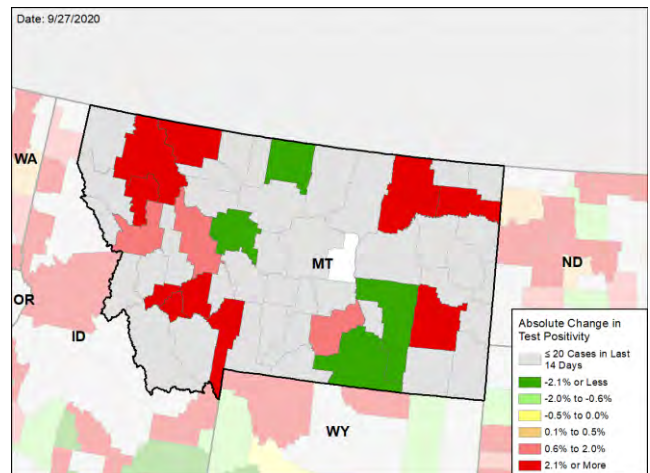 Date: 9/27/2020
WA
MT
ND
OR
ID
WY
Absolute Change in
Test Positivity
≤ 20 Cases in Last
14 Days
-2.1% or Less
-2.0% to -0.6%
-0.5% to 0.0%
0.1% to 0.5%
0.6% to 2.0%
2.1% or More